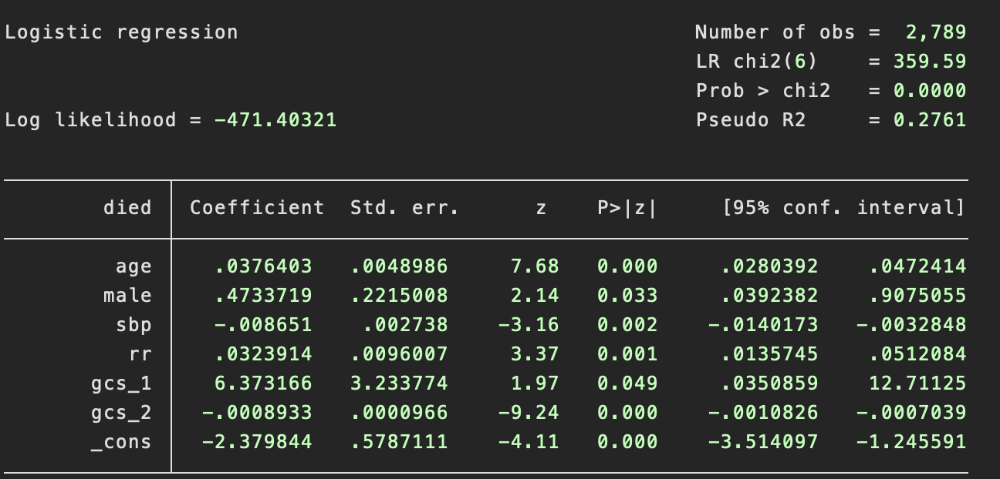 Logistic regression Number of obs = 2,789
LR chi2(6) = 359.59
Prob > chi2 = 0.0000
Log likelihood = -471.40321 Pseudo R2 = 0.2761
died Coefficient Std. err. z P>|z| [95% conf. interval]
age .0376403 .0048986 7.68 0.000 .0280392 .0472414
male .4733719 .2215008 2.14 0.033 .0392382 .9075055
sbp -.008651 .002738 -3.16 0.002 -.0140173 -.0032848
rr .0323914 .0096007 3.37 0.001 .0135745 .0512084
gcs_1 6.373166 3.233774 1.97 0.049 .0350859 12.71125
gcs_2 -.0008933 .0000966 -9.24 0.000 -.0010826 -.0007039
_cons -2.379844 .5787111 -4.11 0.000 -3.514097 -1.245591